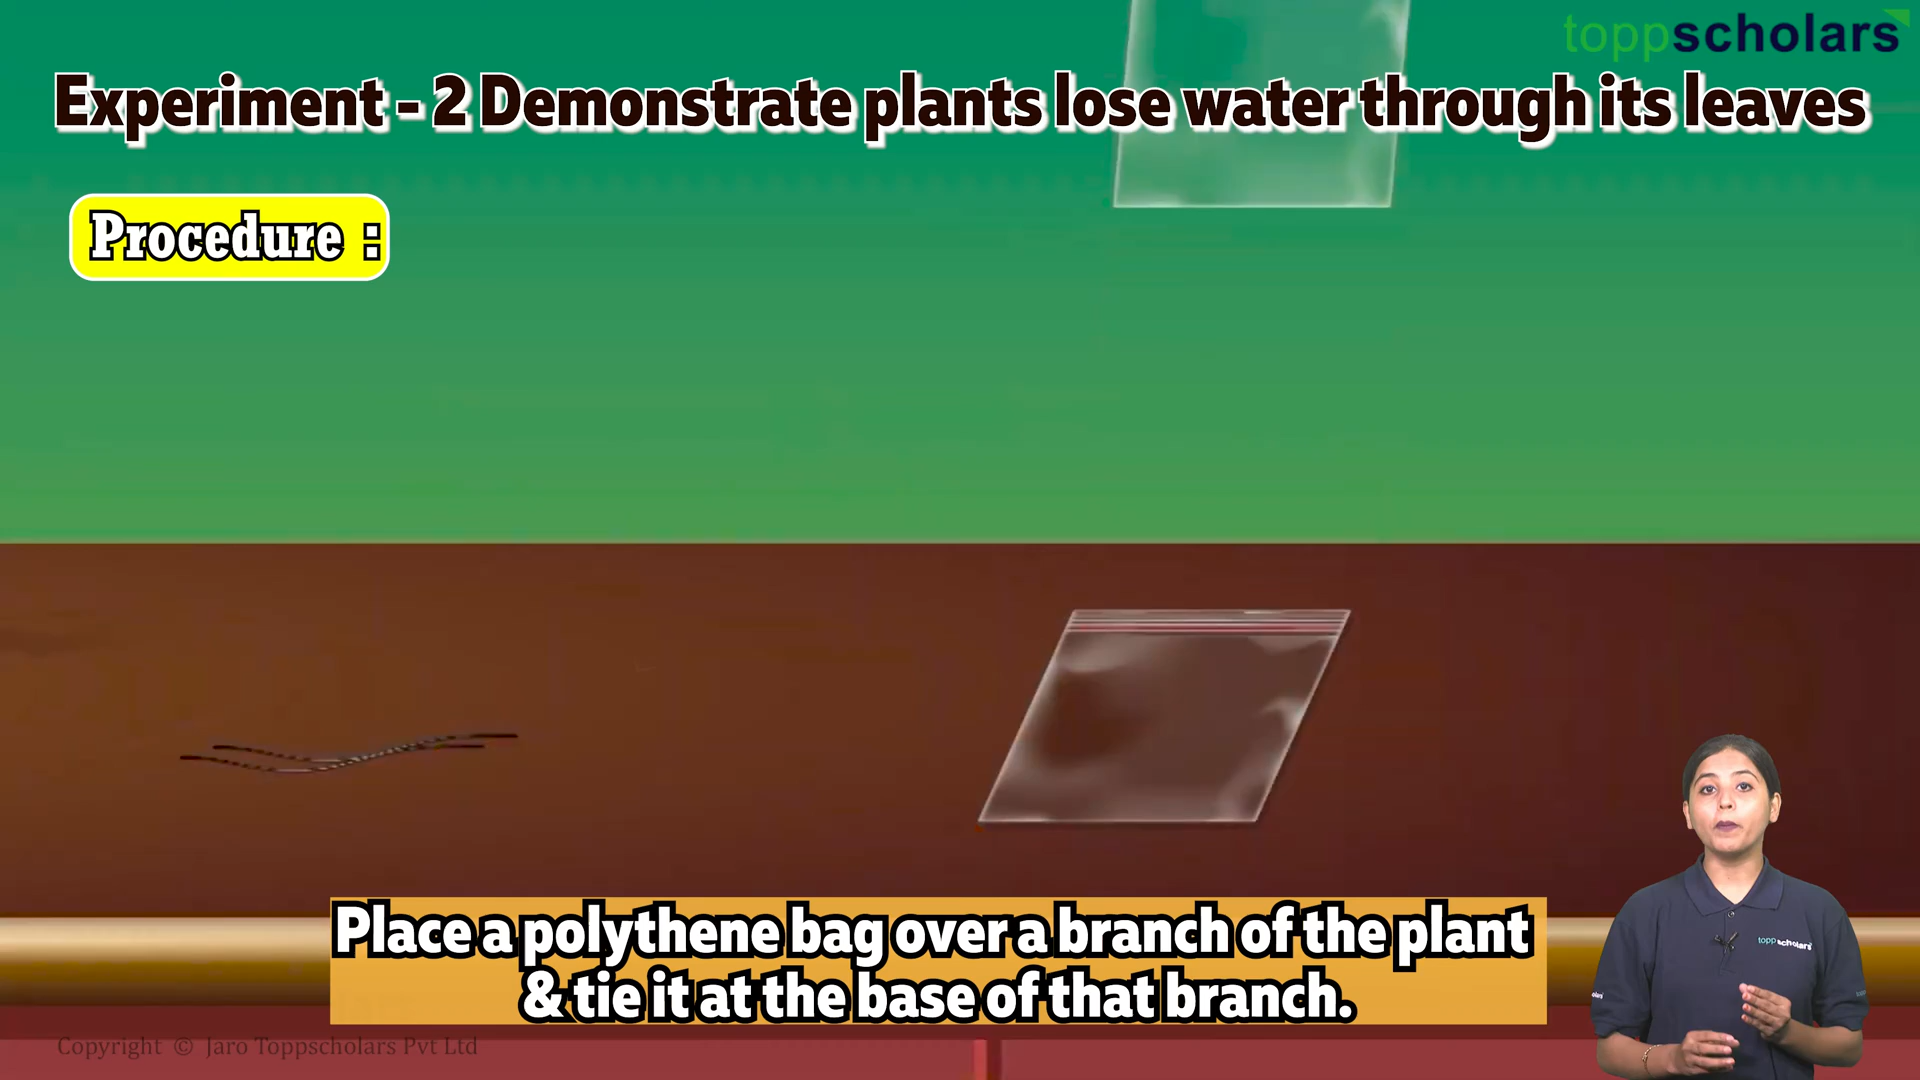 toppscholars
Experiment - 2 Demonstrate plants lose water through its leaves
Procedure :
Place a polythene bag over a branch of the plant
& tie it at the base of that branch.
toppscholars
Copyright © Jaro Toppscholars Pvt Ltd